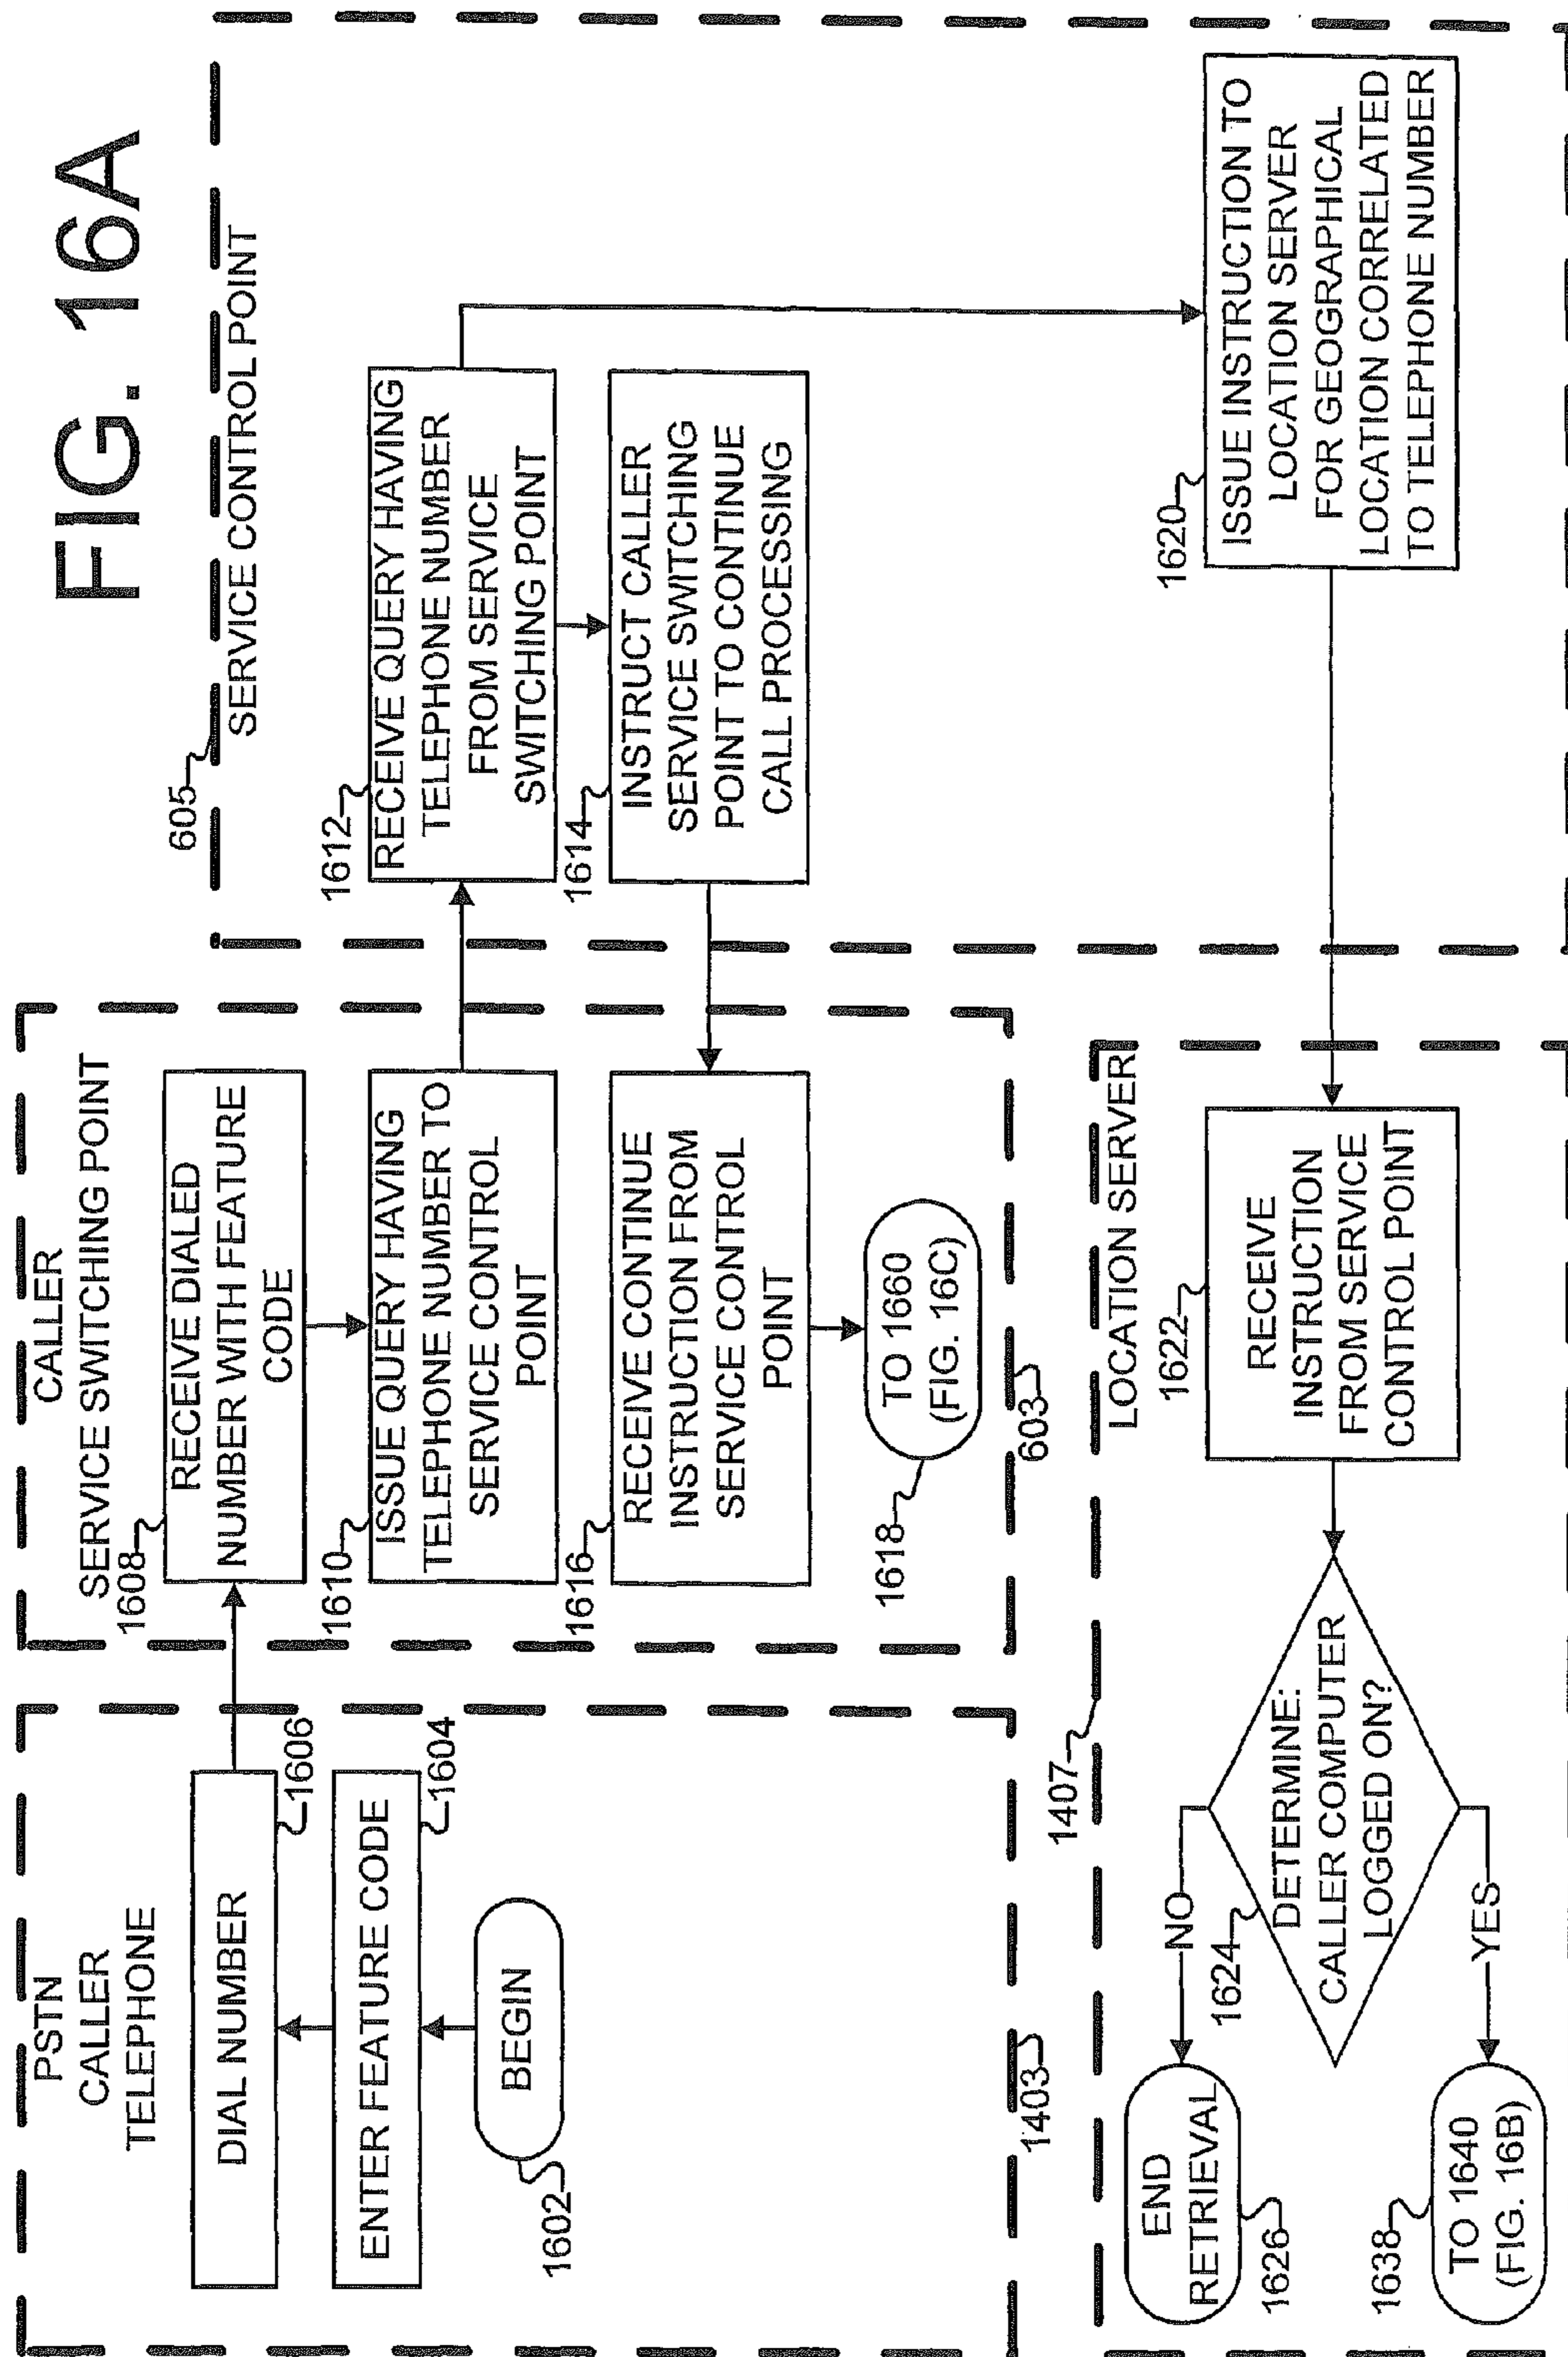 FIG. 16A
PSTN
CALLER
TELEPHONE
DIAL NUMBER
1606
ENTER FEATURE CODE
1604
BEGIN
1602
1403
CALLER
SERVICE SWITCHING POINT
1608
RECEIVE DIALED
NUMBER WITH FEATURE
CODE
1610
ISSUE QUERY HAVING
TELEPHONE NUMBER TO
SERVICE CONTROL
POINT
1616
RECEIVE CONTINUE
INSTRUCTION FROM
SERVICE CONTROL
POINT
1618
TO 1660
(FIG. 16C)
603
605
SERVICE CONTROL POINT
1612
RECEIVE QUERY HAVING
TELEPHONE NUMBER
FROM SERVICE
SWITCHING POINT
1614
INSTRUCT CALLER
SERVICE SWITCHING
POINT TO CONTINUE
CALL PROCESSING
1620
ISSUE INSTRUCTION TO
LOCATION SERVER
FOR GEOGRAPHICAL
LOCATION CORRELATED
TO TELEPHONE NUMBER
1407
LOCATION SERVER
1622
RECEIVE
INSTRUCTION
FROM SERVICE
CONTROL POINT
1624
DETERMINE:
CALLER COMPUTER
LOGGED ON?
NO
END
RETRIEVAL
1626
YES
1638
TO 1640
(FIG. 16B)